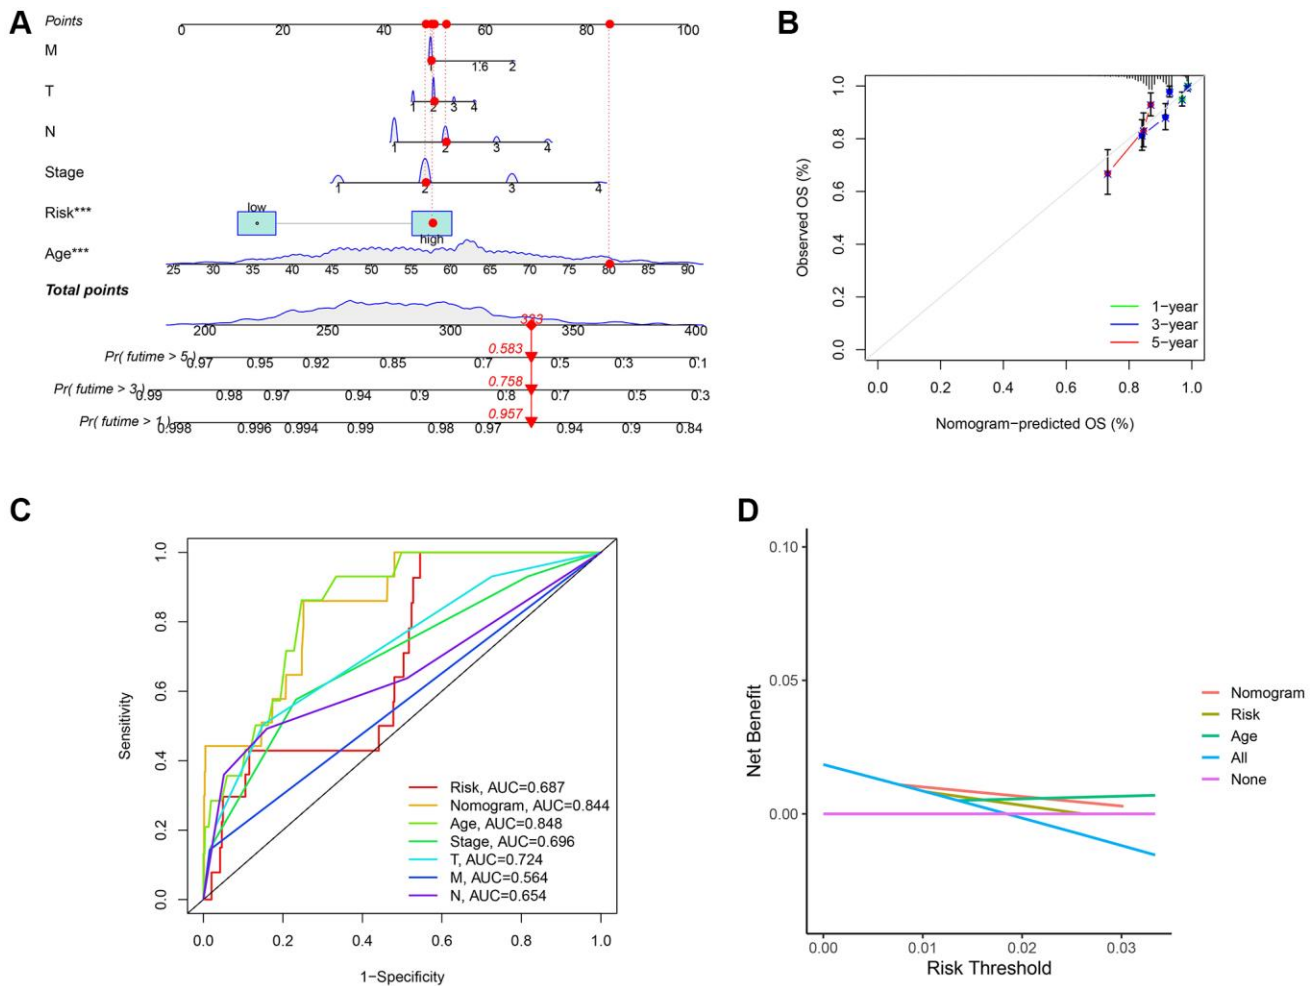 A
Points
0 20 40 60 80 100
M
1 1.6 2
T
1 2 3 4
N
1 2 3 4
Stage
1 2 3 4
Risk***
low
high
Age***
25 30 35 40 45 50 55 60 65 70 75 80 85 90
Total points
200 250 300 350 400
333
Pr( futime > 5 )
0.97 0.95 0.92 0.85 0.7 0.5 0.3 0.1
0.583
Pr( futime > 3 )
0.99 0.98 0.97 0.94 0.9 0.8 0.7 0.5 0.3
0.758
Pr( futime > 1 )
0.998 0.996 0.994 0.99 0.98 0.97 0.94 0.9 0.84
0.957
B
Observed OS (%)
1.0
0.8
0.6
0.4
0.2
0.0
1−year
3−year
5−year
0.0 0.2 0.4 0.6 0.8 1.0
Nomogram−predicted OS (%)
C
Sensitivity
1.0
0.8
0.6
0.4
0.2
0.0
Risk, AUC=0.687
Nomogram, AUC=0.844
Age, AUC=0.848
Stage, AUC=0.696
T, AUC=0.724
M, AUC=0.564
N, AUC=0.654
0.0 0.2 0.4 0.6 0.8 1.0
1−Specificity
D
Net Benefit
0.10
0.05
0.00
Nomogram
Risk
Age
All
None
0.00 0.01 0.02 0.03
Risk Threshold